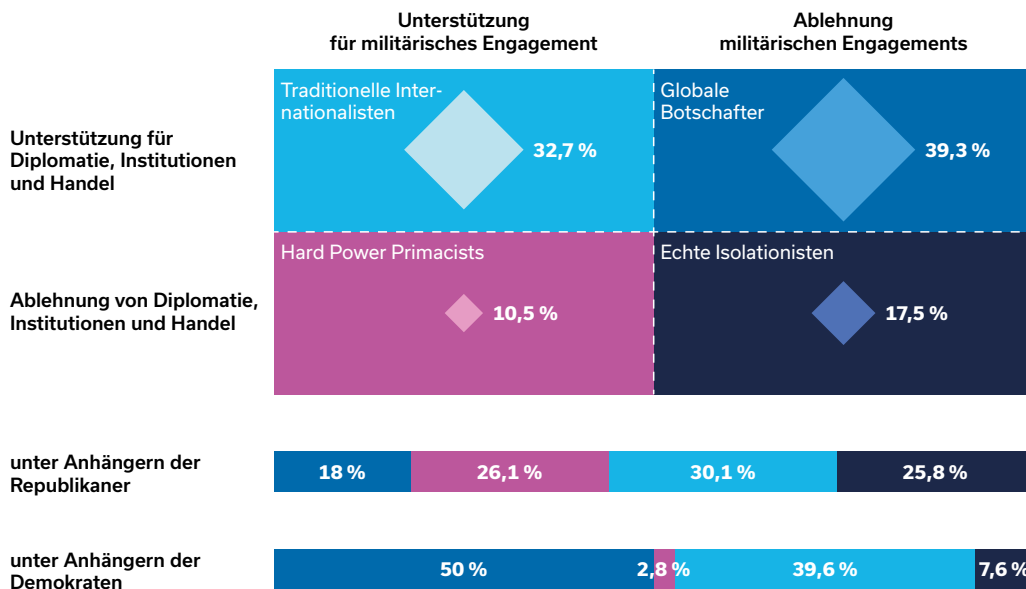 Unterstützung
für militärisches Engagement
Ablehnung
militärischen Engagements
Unterstützung für
Diplomatie, Institutionen
und Handel
Traditionelle Inter-
nationalisten
32,7 %
Globale
Botschafter
39,3 %
Ablehnung von Diplomatie,
Institutionen und Handel
Hard Power Primacists
10,5 %
Echte Isolationisten
17,5 %
unter Anhängern der
Republikaner
18 %
26,1 %
30,1 %
25,8 %
unter Anhängern der
Demokraten
50 %
2,8 %
39,6 %
7,6 %